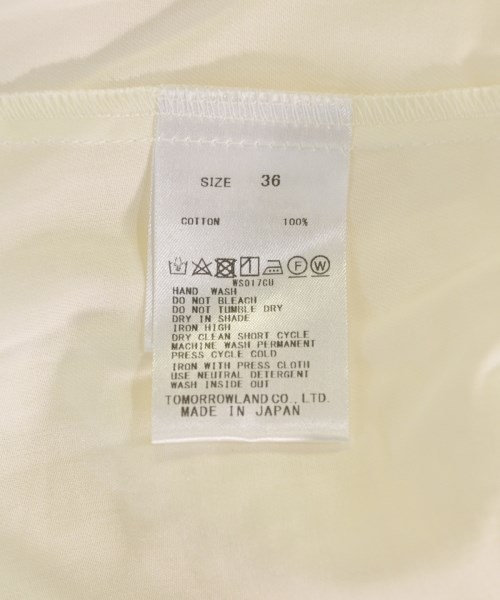 SIZE 36
COTTON 100%
F W
WS017CU
HAND WASH
DO NOT BLEACH
DO NOT TUMBLE DRY
DRY IN SHADE
IRON HIGH
DRY CLEAN SHORT CYCLE
MACHINE WASH PERMANENT
PRESS CYCLE COLD
IRON WITH PRESS CLOTH
USE NEUTRAL DETERGENT
WASH INSIDE OUT
TOMORROWLAND CO., LTD.
MADE IN JAPAN